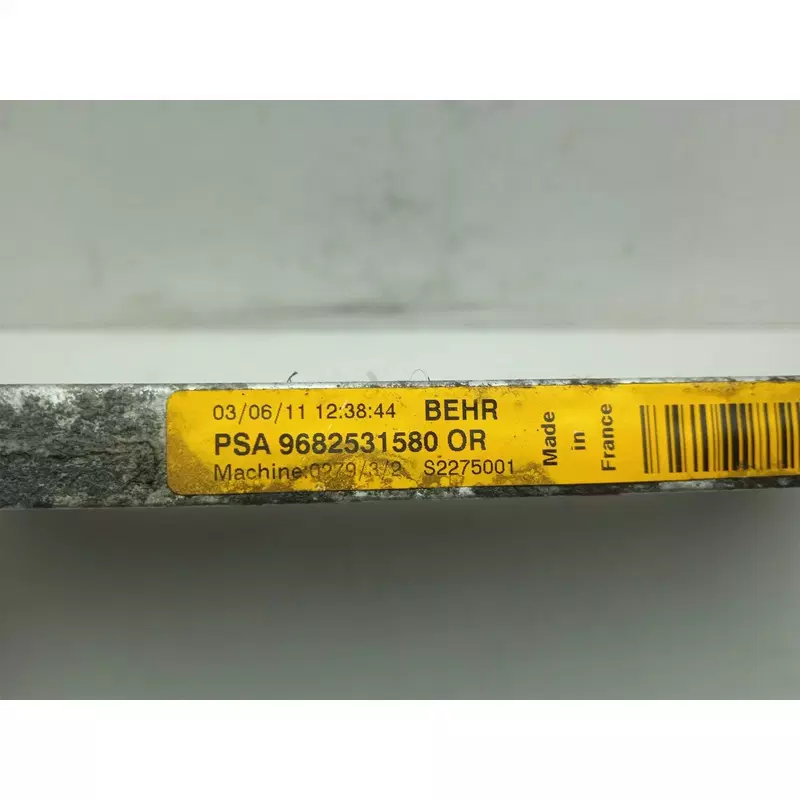 03/06/11 12:38:44 BEHR
PSA 9682531580 OR
Machine:0279/3/2 S2275001
Made
in
France